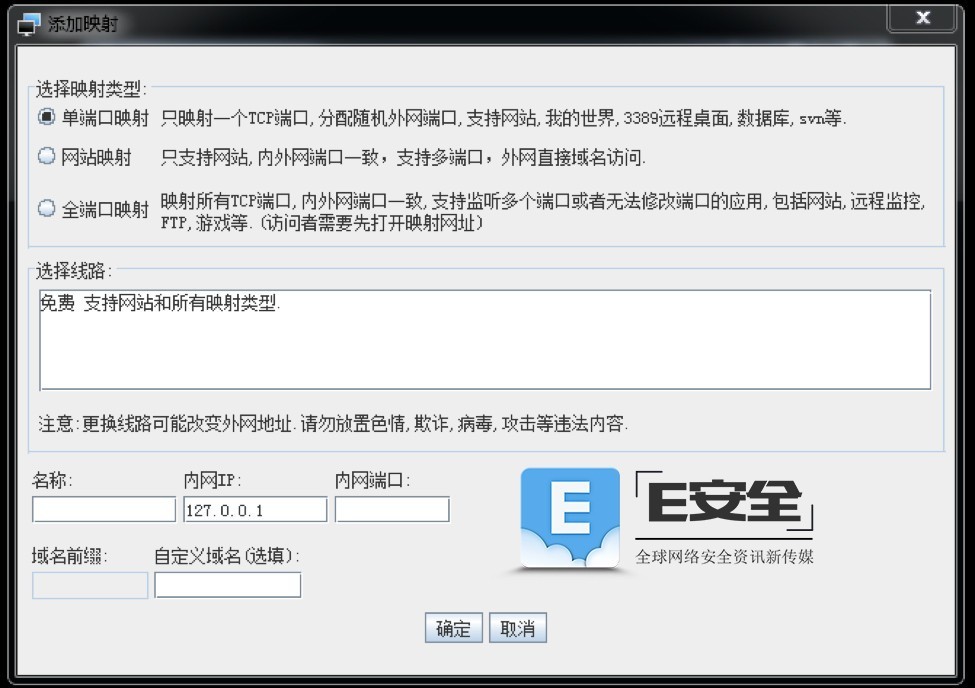 添加映射
选择映射类型:
单端口映射 只映射一个TCP端口,分配随机外网端口,支持网站,我的世界,3389远程桌面,数据库,svn等.
网站映射 只支持网站,内外网端口一致，支持多端口，外网直接域名访问.
全端口映射 映射所有TCP端口,内外网端口一致,支持监听多个端口或者无法修改端口的应用,包括网站,远程监控,
FTP,游戏等.(访问者需要先打开映射网址)
选择线路:
免费 支持网站和所有映射类型.
注意:更换线路可能改变外网地址.请勿放置色情,欺诈,病毒,攻击等违法内容.
名称: 内网IP: 内网端口:
127.0.0.1
域名前缀: 自定义域名(选填):
E
E安全
全球网络安全资讯新传媒
确定 取消